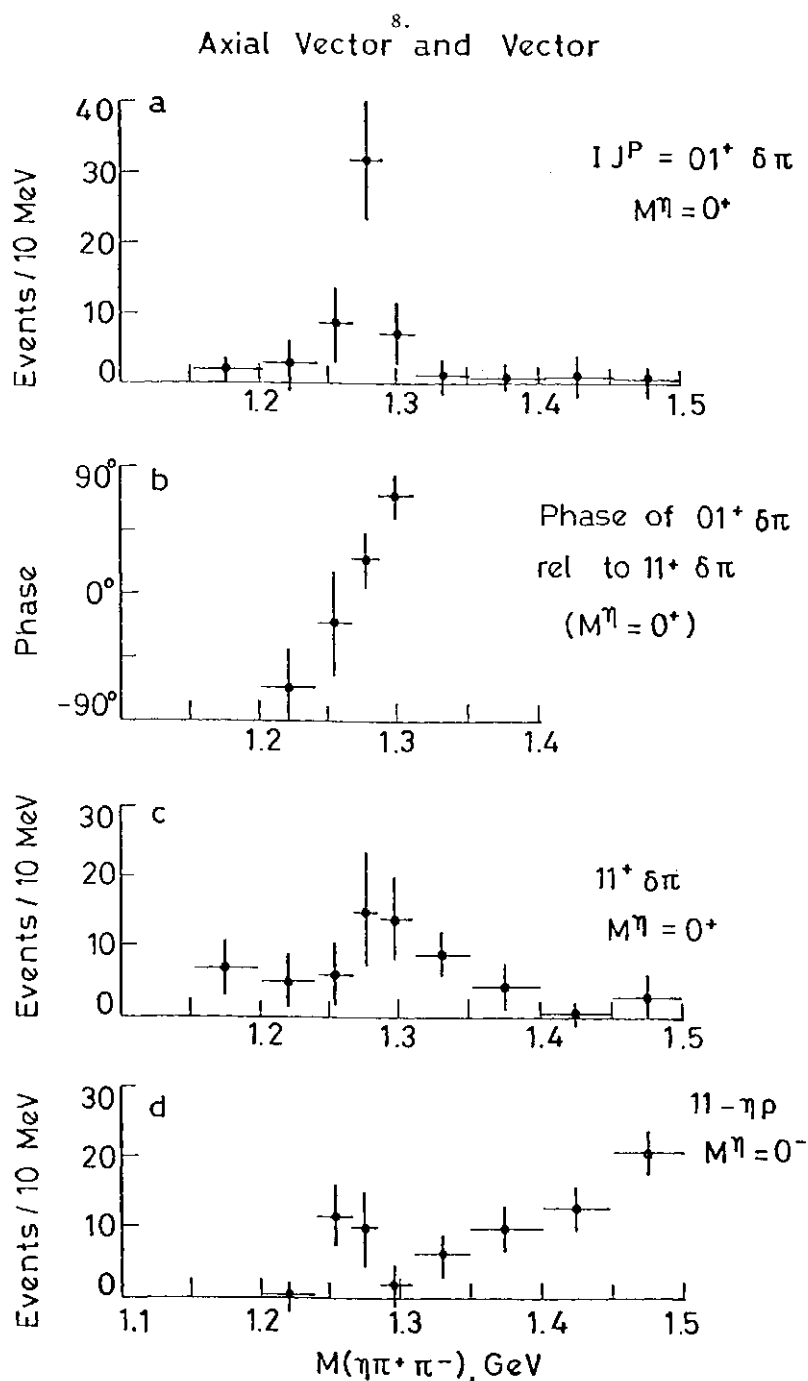 8.
Axial Vector and Vector
a
40
30
20
10
0
Events / 10 MeV
I J^P = 01⁺ δπ
M^η = 0⁺
1.2
1.3
1.4
1.5
b
90°
0°
-90°
Phase
Phase of 01⁺ δπ
rel to 11⁺ δπ
(M^η = 0⁺)
1.2
1.3
1.4
c
30
20
10
0
Events / 10 MeV
11⁺ δπ
M^η = 0⁺
1.2
1.3
1.4
1.5
d
30
20
10
0
Events / 10 MeV
11- ηρ
M^η = 0⁻
1.1
1.2
1.3
1.4
1.5
M(ηπ⁺π⁻), GeV